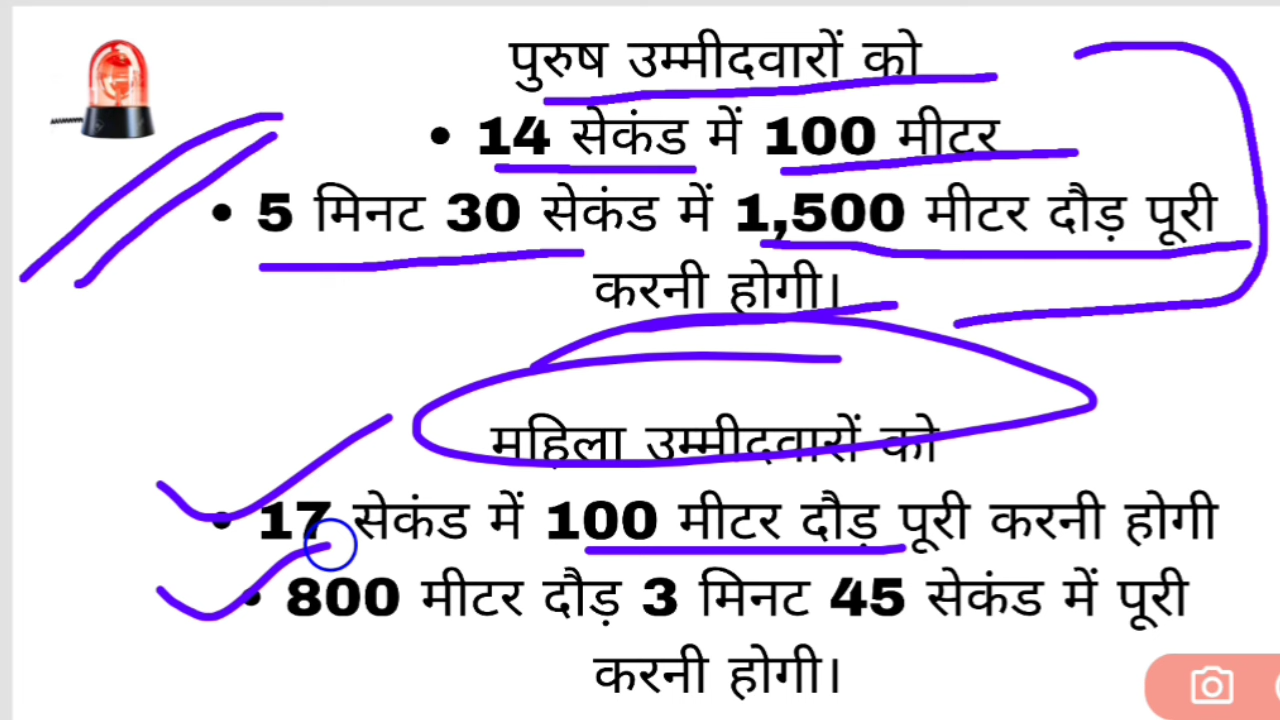 पुरुष उम्मीदवारों को
• 14 सेकंड में 100 मीटर
• 5 मिनट 30 सेकंड में 1,500 मीटर दौड़ पूरी
करनी होगी।
महिला उम्मीदवारों को
• 17 सेकंड में 100 मीटर दौड़ पूरी करनी होगी
• 800 मीटर दौड़ 3 मिनट 45 सेकंड में पूरी
करनी होगी।